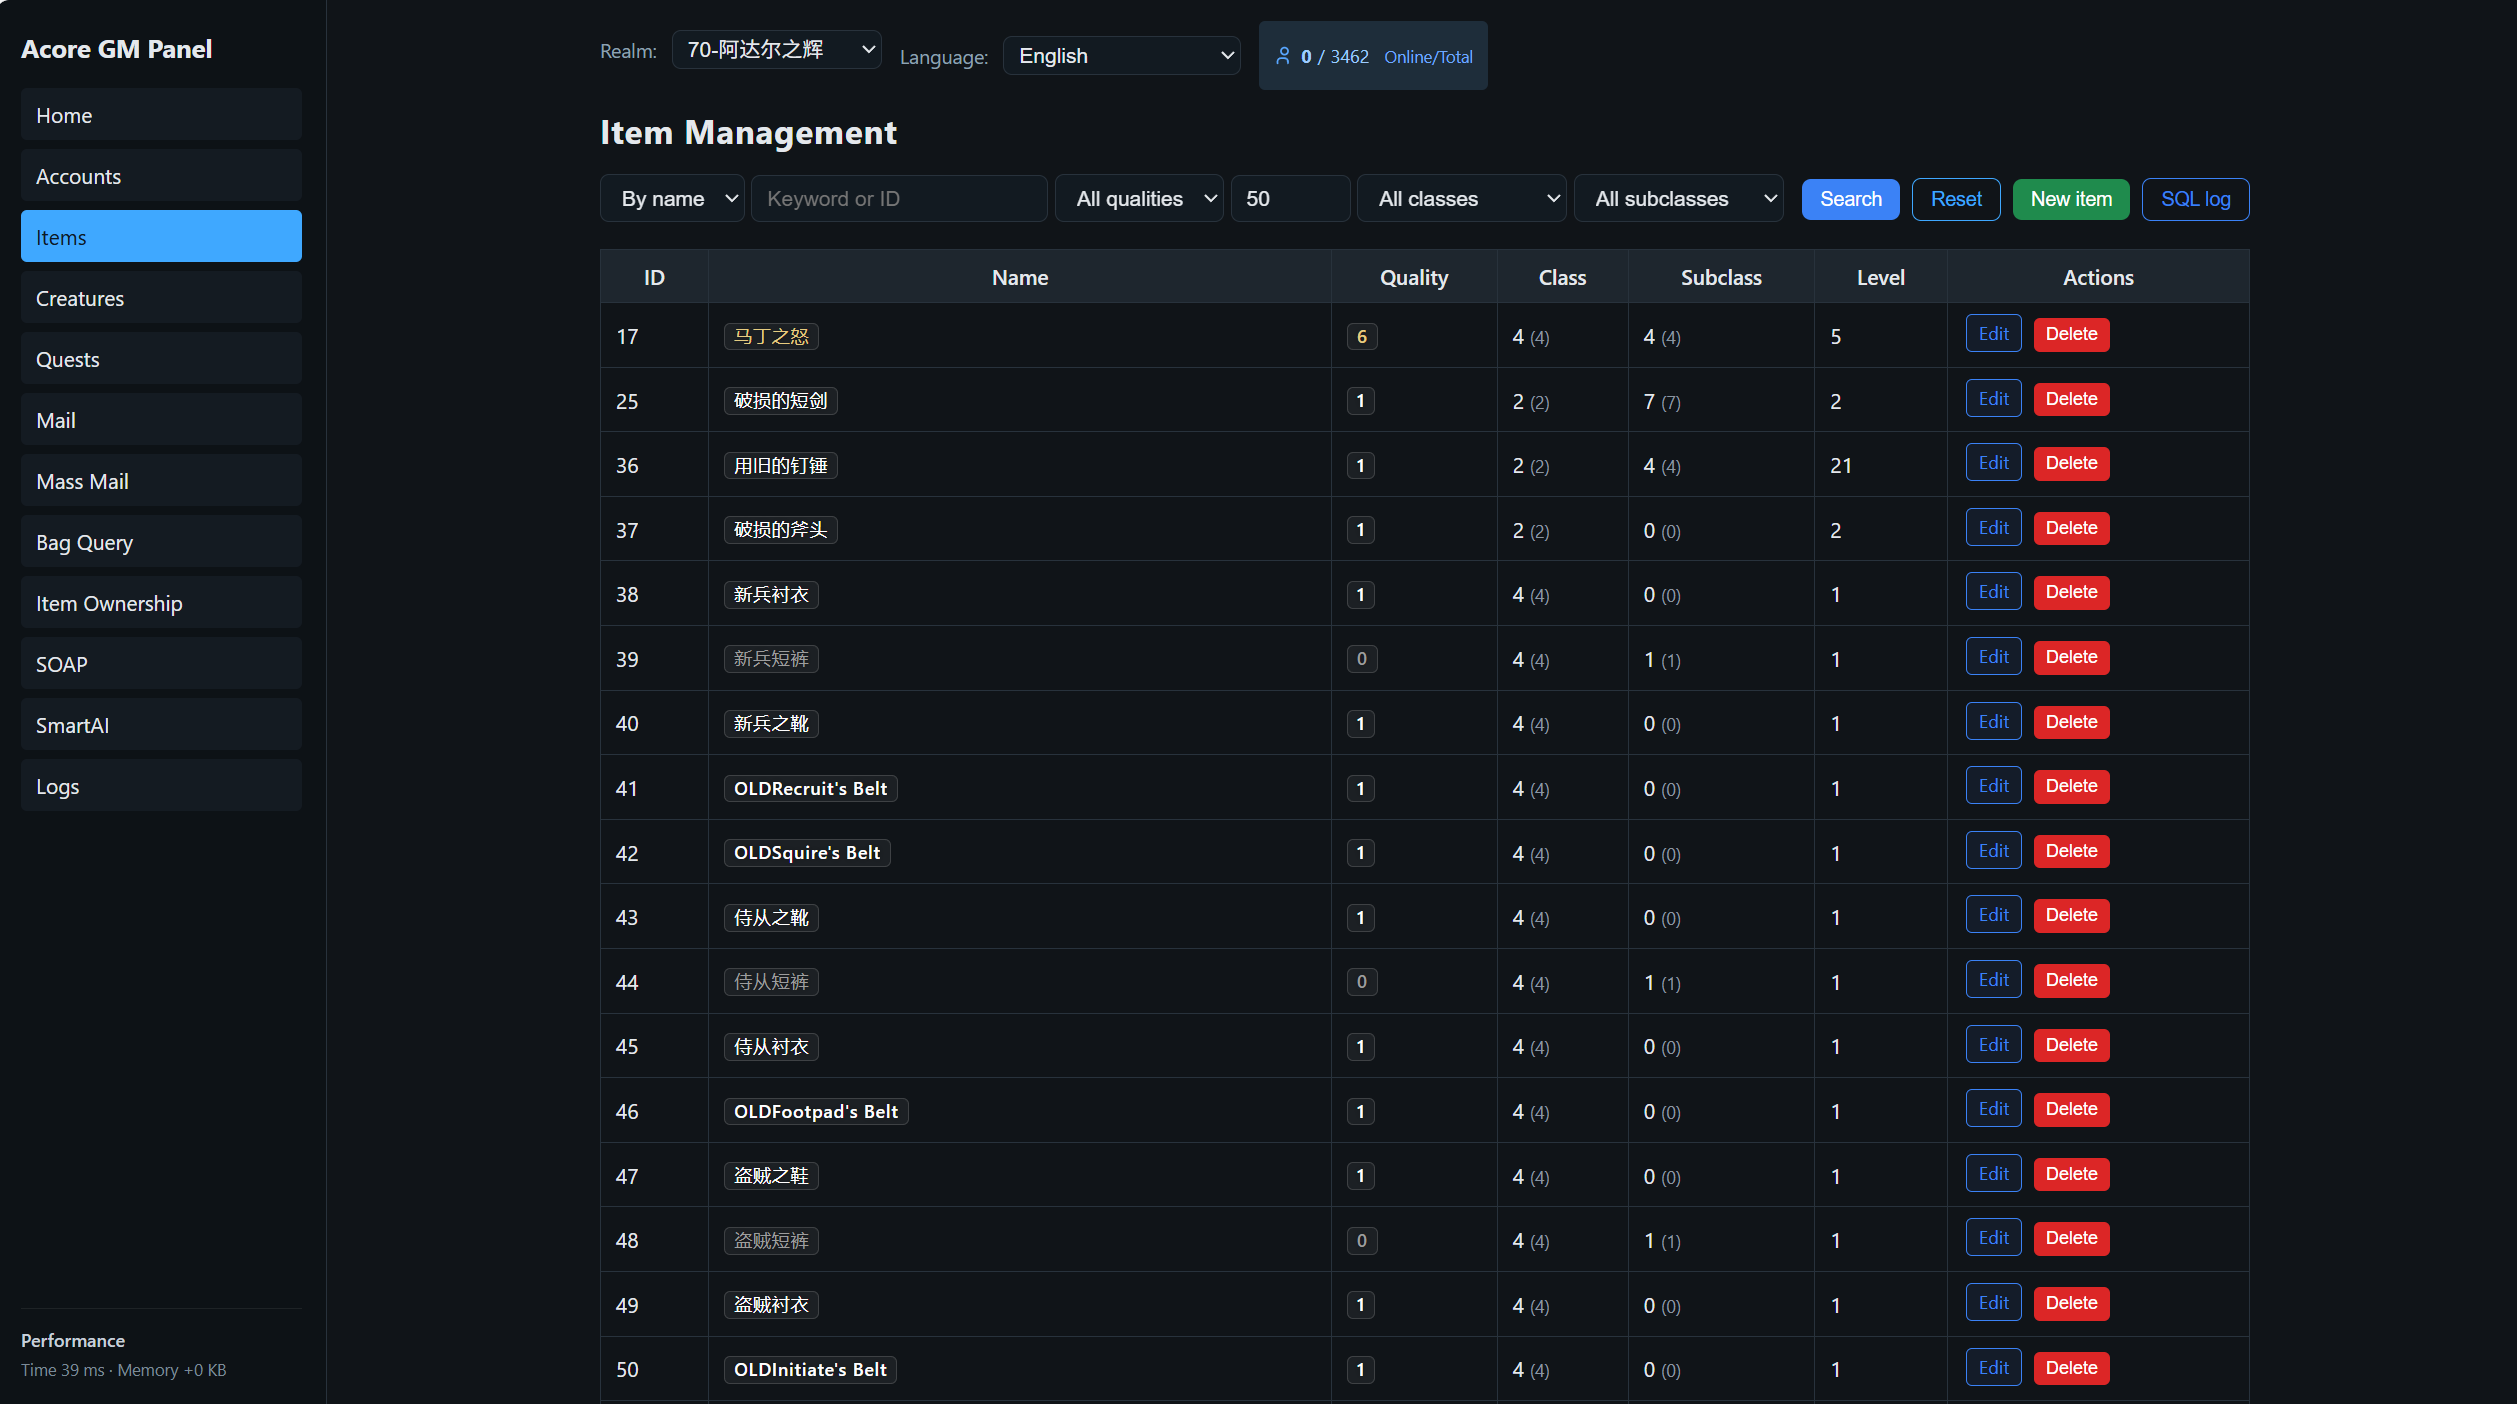 Acore GM Panel
Home
Accounts
Items
Creatures
Quests
Mail
Mass Mail
Bag Query
Item Ownership
SOAP
SmartAI
Logs
Performance
Time 39 ms · Memory +0 KB
Realm: 70-阿达尔之辉 Language: English 0 / 3462 Online/Total
Item Management
By name Keyword or ID All qualities 50 All classes All subclasses Search Reset New item SQL log
ID Name Quality Class Subclass Level Actions
17 马丁之怒 6 4 (4) 4 (4) 5 Edit Delete
25 破损的短剑 1 2 (2) 7 (7) 2 Edit Delete
36 用旧的钉锤 1 2 (2) 4 (4) 21 Edit Delete
37 破损的斧头 1 2 (2) 0 (0) 2 Edit Delete
38 新兵衬衣 1 4 (4) 0 (0) 1 Edit Delete
39 新兵短裤 0 4 (4) 1 (1) 1 Edit Delete
40 新兵之靴 1 4 (4) 0 (0) 1 Edit Delete
41 OLDRecruit's Belt 1 4 (4) 0 (0) 1 Edit Delete
42 OLDSquire's Belt 1 4 (4) 0 (0) 1 Edit Delete
43 侍从之靴 1 4 (4) 0 (0) 1 Edit Delete
44 侍从短裤 0 4 (4) 1 (1) 1 Edit Delete
45 侍从衬衣 1 4 (4) 0 (0) 1 Edit Delete
46 OLDFootpad's Belt 1 4 (4) 0 (0) 1 Edit Delete
47 盗贼之鞋 1 4 (4) 0 (0) 1 Edit Delete
48 盗贼短裤 0 4 (4) 1 (1) 1 Edit Delete
49 盗贼衬衣 1 4 (4) 0 (0) 1 Edit Delete
50 OLDInitiate's Belt 1 4 (4) 0 (0) 1 Edit Delete